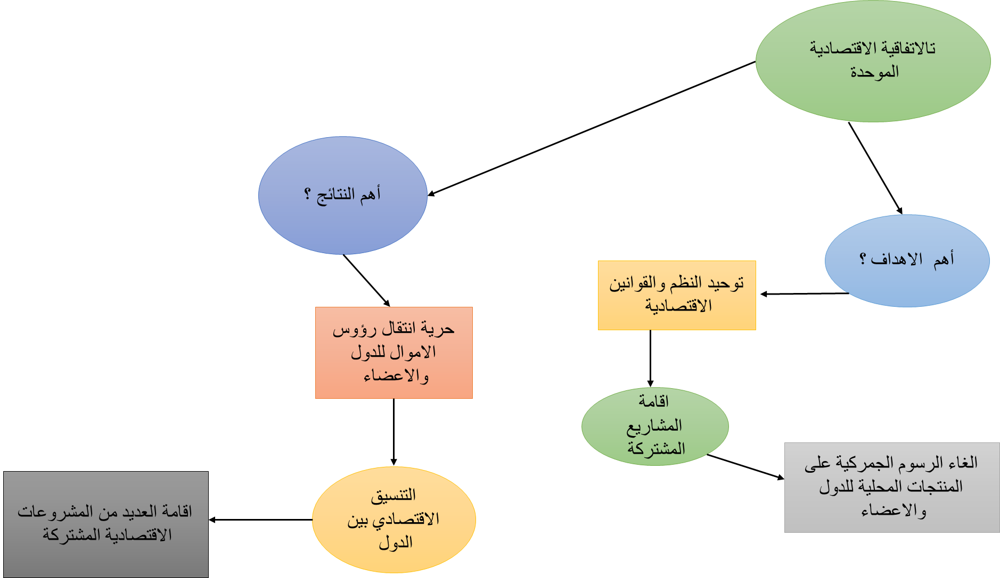 تالاتفاقية الاقتصادية
الموحدة
أهم الاهداف ؟
توحيد النظم والقوانين
الاقتصادية
اقامة
المشاريع
المشتركة
الغاء الرسوم الجمركية على
المنتجات المحلية للدول
والاعضاء
أهم النتائج ؟
حرية انتقال رؤوس
الاموال للدول
والاعضاء
التنسيق
الاقتصادي بين
الدول
اقامة العديد من المشروعات
الاقتصادية المشتركة